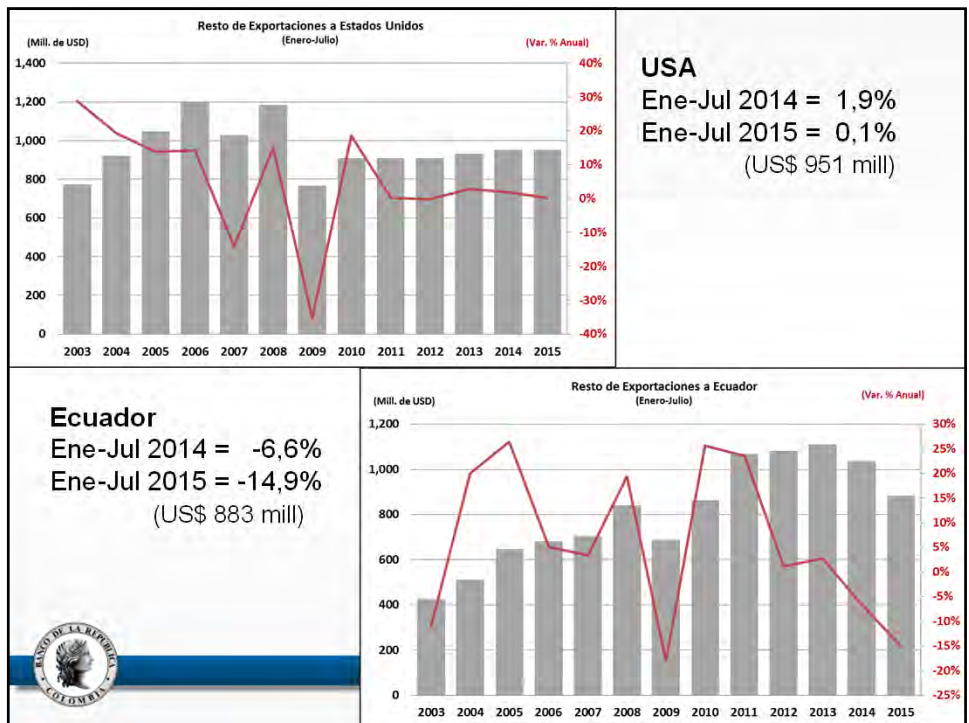 Resto de Exportaciones a Estados Unidos
(Enero-Julio)
(Mill. de USD)
(Var. % Anual)
1,400
1,200
1,000
800
600
400
200
0
40%
30%
20%
10%
0%
-10%
-20%
-30%
-40%
2003 2004 2005 2006 2007 2008 2009 2010 2011 2012 2013 2014 2015
USA
Ene-Jul 2014 = 1,9%
Ene-Jul 2015 = 0,1%
(US$ 951 mill)
Ecuador
Ene-Jul 2014 = -6,6%
Ene-Jul 2015 = -14,9%
(US$ 883 mill)
BANCO DE LA REPUBLICA
COLOMBIA
Resto de Exportaciones a Ecuador
(Enero-Julio)
(Mill. de USD)
(Var. % Anual)
1,200
1,000
800
600
400
200
0
30%
25%
20%
15%
10%
5%
0%
-5%
-10%
-15%
-20%
-25%
2003 2004 2005 2006 2007 2008 2009 2010 2011 2012 2013 2014 2015